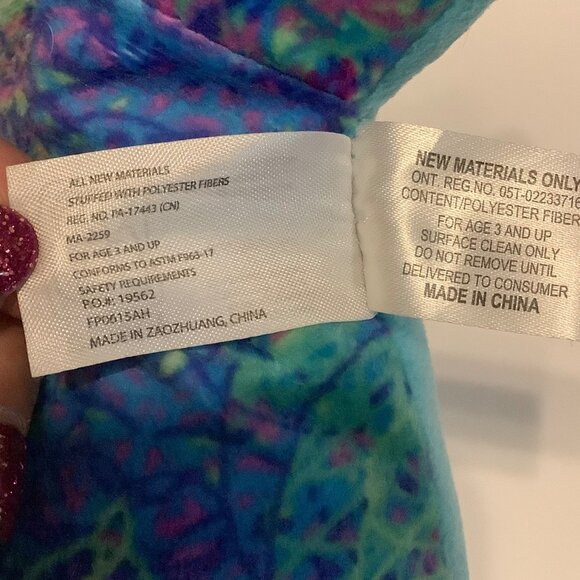 ALL NEW MATERIALS
STUFFED WITH POLYESTER FIBERS
REG. NO. PA-17443 (CN)
MA-2259
FOR AGE 3 AND UP
CONFORMS TO ASTM F963-17
SAFETY REQUIREMENTS
P.O.#: 19562
FP0615AH
MADE IN ZAOZHUANG, CHINA
NEW MATERIALS ONLY
ONT. REG.NO. 05T-02233716
CONTENT/POLYESTER FIBER
FOR AGE 3 AND UP
SURFACE CLEAN ONLY
DO NOT REMOVE UNTIL
DELIVERED TO CONSUMER
MADE IN CHINA